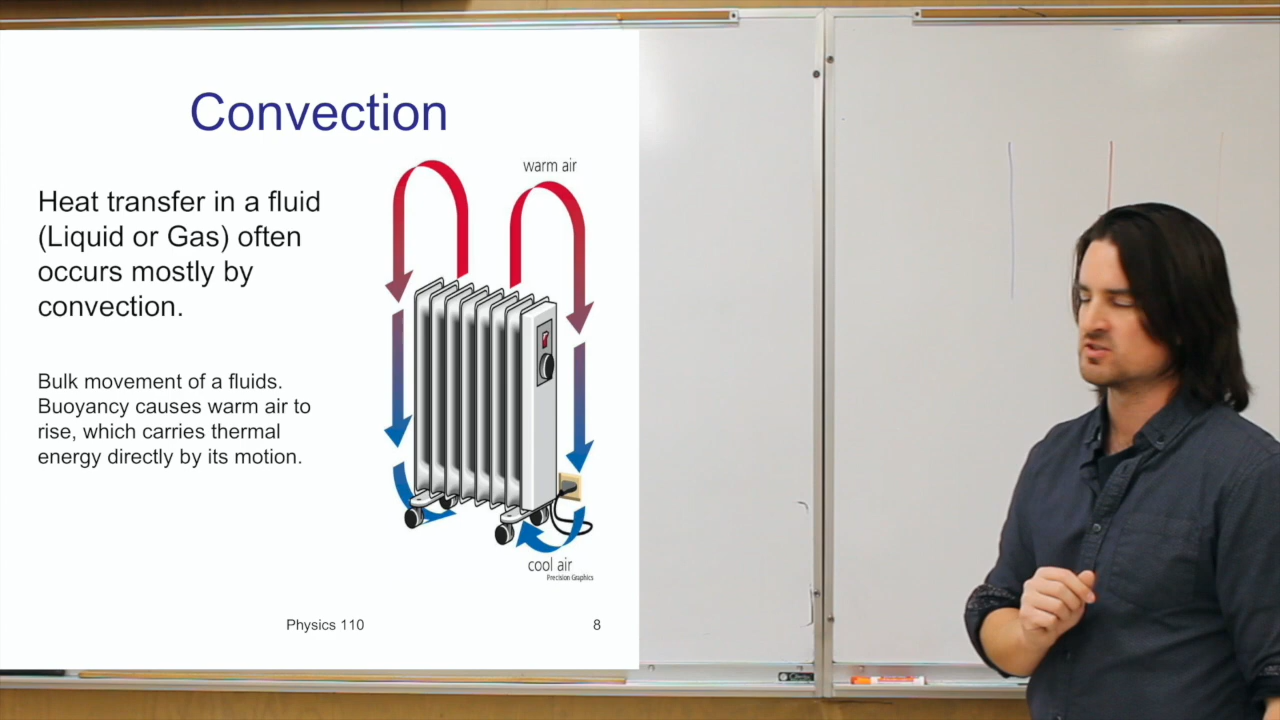 Convection
Heat transfer in a fluid
(Liquid or Gas) often
occurs mostly by
convection.
Bulk movement of a fluids.
Buoyancy causes warm air to
rise, which carries thermal
energy directly by its motion.
warm air
cool air
Precision Graphics
Physics 110
8